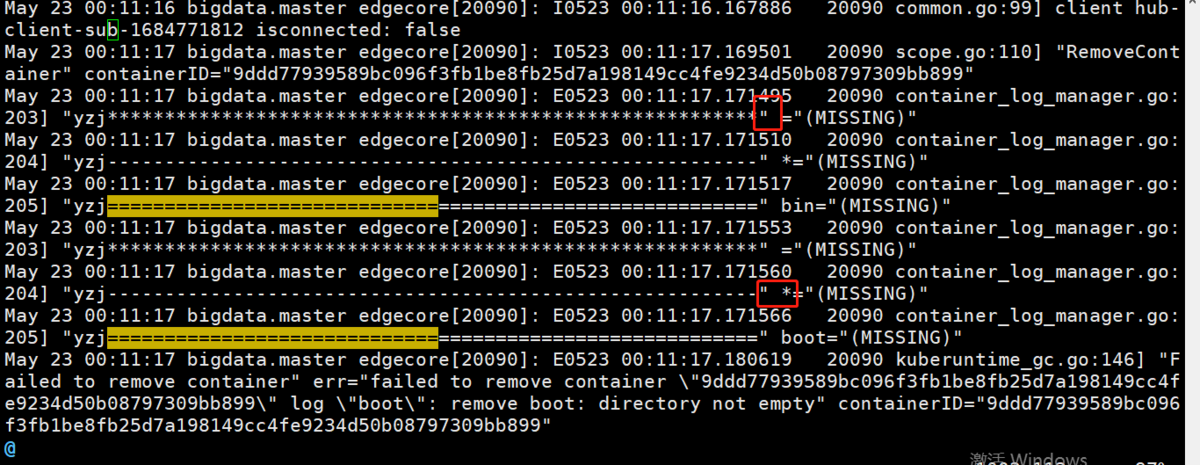 May 23 00:11:16 bigdata.master edgecore[20090]: I0523 00:11:16.167886   20090 common.go:99] client hub-
client-sub-1684771812 isconnected: false
May 23 00:11:17 bigdata.master edgecore[20090]: I0523 00:11:17.169501   20090 scope.go:110] "RemoveCont
ainer" containerID="9ddd77939589bc096f3fb1be8fb25d7a198149cc4fe9234d50b08797309bb899"
May 23 00:11:17 bigdata.master edgecore[20090]: E0523 00:11:17.171495   20090 container_log_manager.go:
203] "yzj*********************************************************" ="(MISSING)"
May 23 00:11:17 bigdata.master edgecore[20090]: E0523 00:11:17.171510   20090 container_log_manager.go:
204] "yzj---------------------------------------------------------" *="(MISSING)"
May 23 00:11:17 bigdata.master edgecore[20090]: E0523 00:11:17.171517   20090 container_log_manager.go:
205] "yzj=========================================================" bin="(MISSING)"
May 23 00:11:17 bigdata.master edgecore[20090]: E0523 00:11:17.171553   20090 container_log_manager.go:
203] "yzj*********************************************************" ="(MISSING)"
May 23 00:11:17 bigdata.master edgecore[20090]: E0523 00:11:17.171560   20090 container_log_manager.go:
204] "yzj---------------------------------------------------------" *="(MISSING)"
May 23 00:11:17 bigdata.master edgecore[20090]: E0523 00:11:17.171566   20090 container_log_manager.go:
205] "yzj=========================================================" boot="(MISSING)"
May 23 00:11:17 bigdata.master edgecore[20090]: E0523 00:11:17.180619   20090 kuberuntime_gc.go:146] "F
ailed to remove container" err="failed to remove container \"9ddd77939589bc096f3fb1be8fb25d7a198149cc4f
e9234d50b08797309bb899\" log \"boot\": remove boot: directory not empty" containerID="9ddd77939589bc096
f3fb1be8fb25d7a198149cc4fe9234d50b08797309bb899"
@
激活 Windows